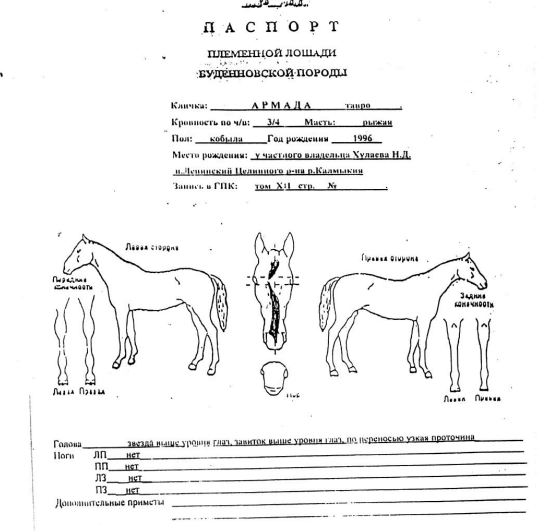 П А С П О Р Т
ПЛЕМЕННОЙ ЛОШАДИ
БУДЕННОВСКОЙ ПОРОДЫ
Кличка: АРМАДА тавро
Кровность по ч/в: 3/4 Масть: рыжая
Пол: кобыла Год рождения 1996
Место рождения: у частного владельца Хулаева Н.Д.
п.Ленинский Целинного р-на р.Калмыкия
Запись в ГПК: том XII стр. №
Левая сторона
Правая сторона
Передние конечности
Задние конечности
Левая Правая
Левая Правая
Голова звезда выше уровня глаз, завиток выше уровня глаз, по переносью узкая проточина
Ноги ЛП нет
ПП нет
ЛЗ нет
ПЗ нет
Дополнительные приметы